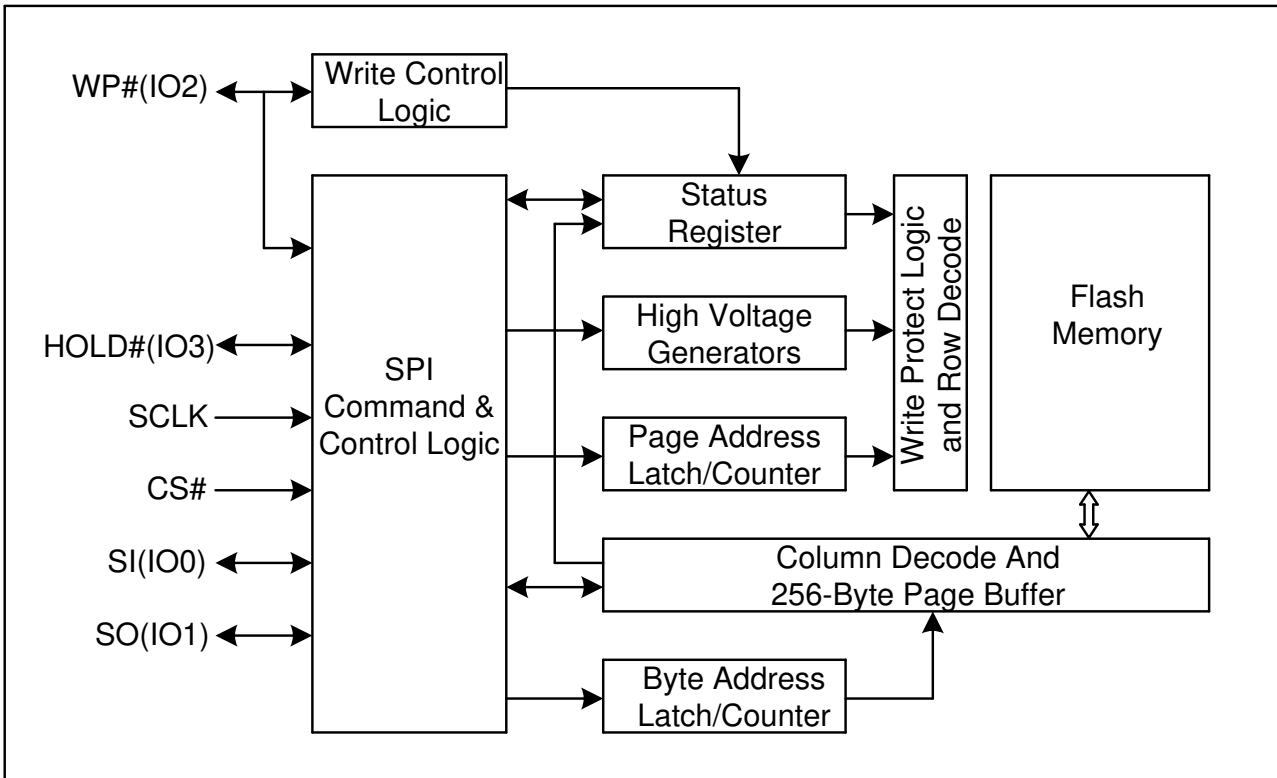 WP#(IO2)
Write Control
Logic
Status
Register
Write Protect Logic
and Row Decode
Flash
Memory
High Voltage
Generators
HOLD#(IO3)
SPI
Command &
Control Logic
SCLK
Page Address
Latch/Counter
CS#
SI(IO0)
Column Decode And
256-Byte Page Buffer
SO(IO1)
Byte Address
Latch/Counter